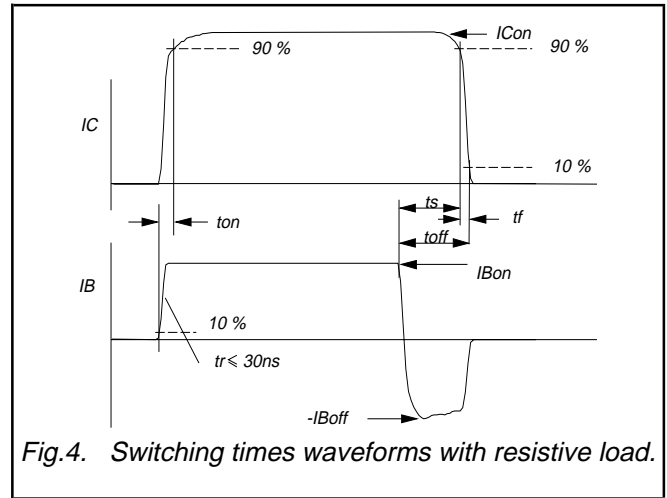 ICon
90 %
90 %
IC
10 %
ts
ton
tf
toff
IBon
IB
10 %
tr ⩽ 30ns
-IBoff
Fig.4. Switching times waveforms with resistive load.